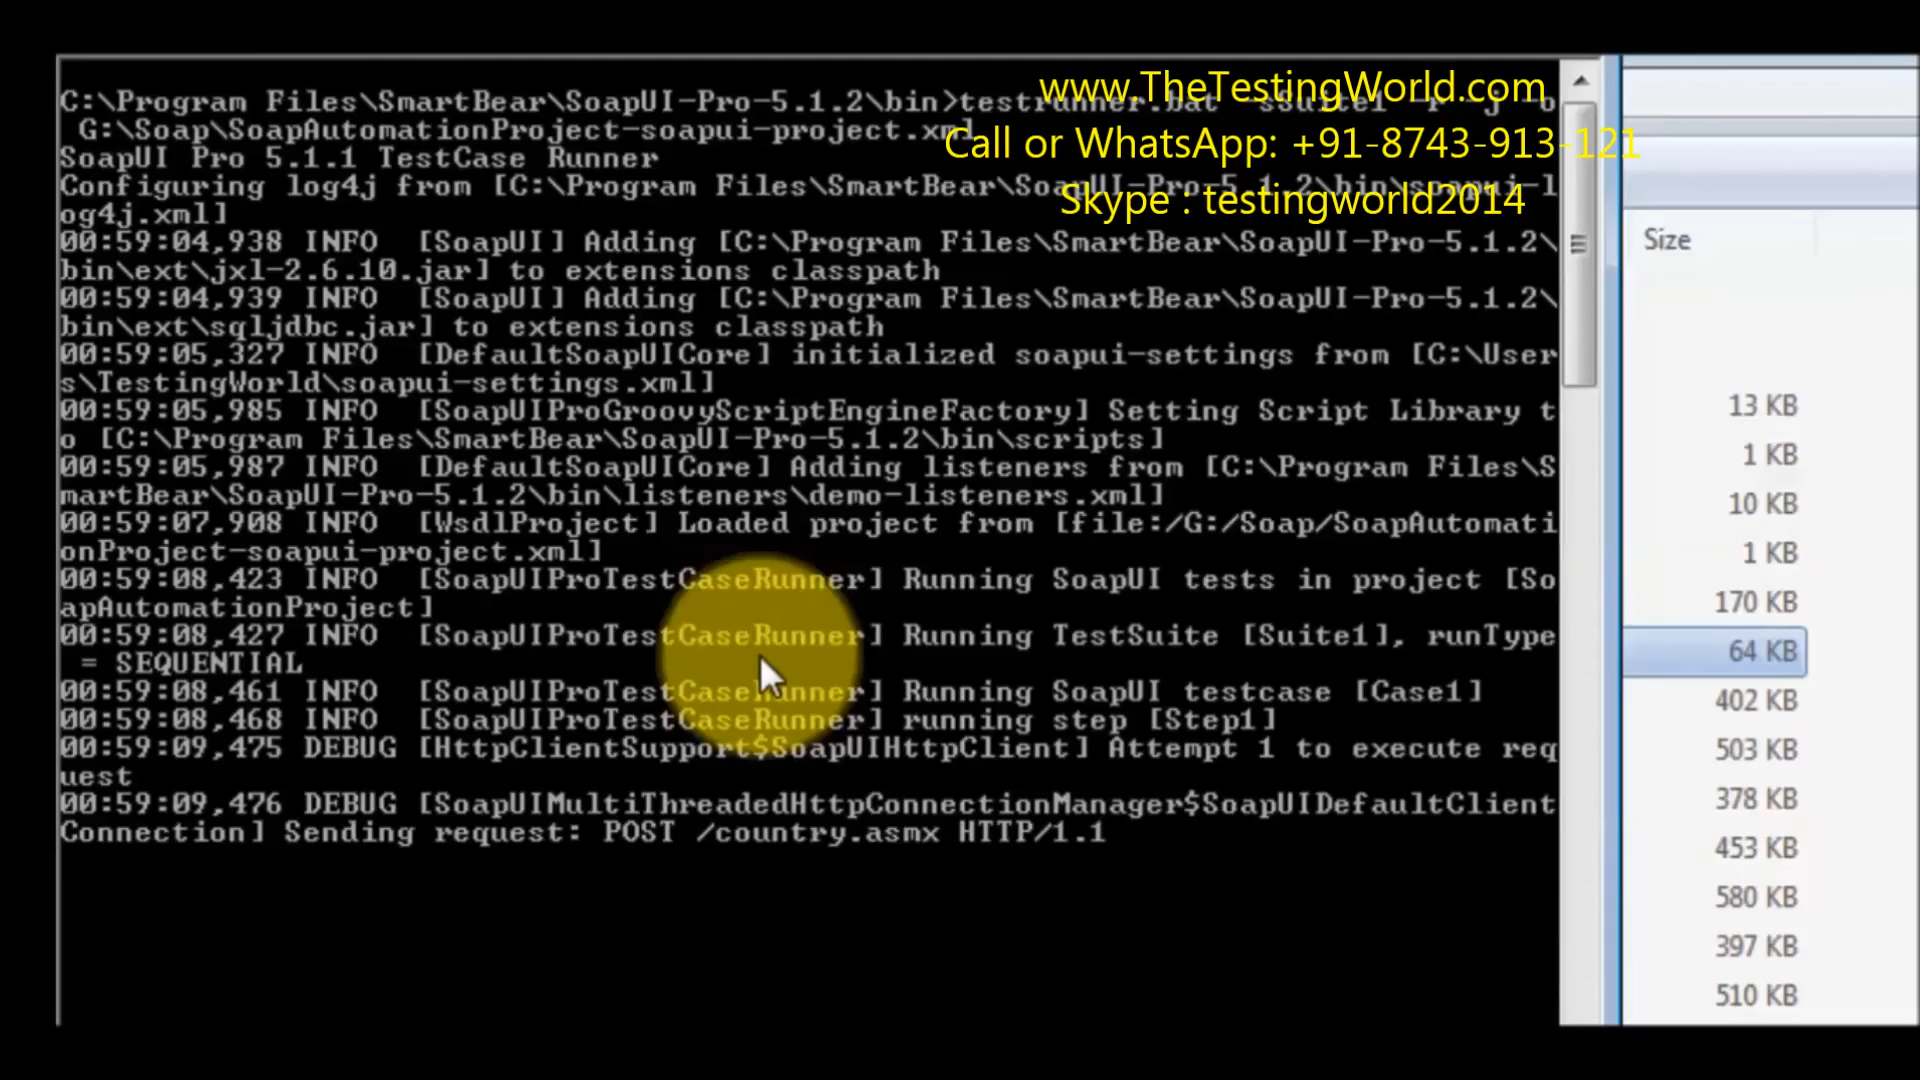 www.TheTestingWorld.com
Call or WhatsApp: +91-8743-913-121
Skype : testingworld2014
C:\Program Files\SmartBear\SoapUI-Pro-5.1.2\bin>testrunner.bat -sSuite1 -r -j -o
G:\Soap\SoapAutomationProject-soapui-project.xml
SoapUI Pro 5.1.1 TestCase Runner
Configuring log4j from [C:\Program Files\SmartBear\SoapUI-Pro-5.1.2\bin\soapui-l
og4j.xml]
00:59:04,938 INFO  [SoapUI] Adding [C:\Program Files\SmartBear\SoapUI-Pro-5.1.2\
bin\ext\jxl-2.6.10.jar] to extensions classpath
00:59:04,939 INFO  [SoapUI] Adding [C:\Program Files\SmartBear\SoapUI-Pro-5.1.2\
bin\ext\sqljdbc.jar] to extensions classpath
00:59:05,327 INFO  [DefaultSoapUICore] initialized soapui-settings from [C:\User
s\TestingWorld\soapui-settings.xml]
00:59:05,985 INFO  [SoapUIProGroovyScriptEngineFactory] Setting Script Library t
o [C:\Program Files\SmartBear\SoapUI-Pro-5.1.2\bin\scripts]
00:59:05,987 INFO  [DefaultSoapUICore] Adding listeners from [C:\Program Files\S
martBear\SoapUI-Pro-5.1.2\bin\listeners\demo-listeners.xml]
00:59:07,908 INFO  [WsdlProject] Loaded project from [file:/G:/Soap/SoapAutomati
onProject-soapui-project.xml]
00:59:08,423 INFO  [SoapUIProTestCaseRunner] Running SoapUI tests in project [So
apAutomationProject]
00:59:08,427 INFO  [SoapUIProTestCaseRunner] Running TestSuite [Suite1], runType
= SEQUENTIAL
00:59:08,461 INFO  [SoapUIProTestCaseRunner] Running SoapUI testcase [Case1]
00:59:08,468 INFO  [SoapUIProTestCaseRunner] running step [Step1]
00:59:09,475 DEBUG [HttpClientSupport$SoapUIHttpClient] Attempt 1 to execute req
uest
00:59:09,476 DEBUG [SoapUIMultiThreadedHttpConnectionManager$SoapUIDefaultClient
Connection] Sending request: POST /country.asmx HTTP/1.1
Size
13 KB
1 KB
10 KB
1 KB
170 KB
64 KB
402 KB
503 KB
378 KB
453 KB
580 KB
397 KB
510 KB